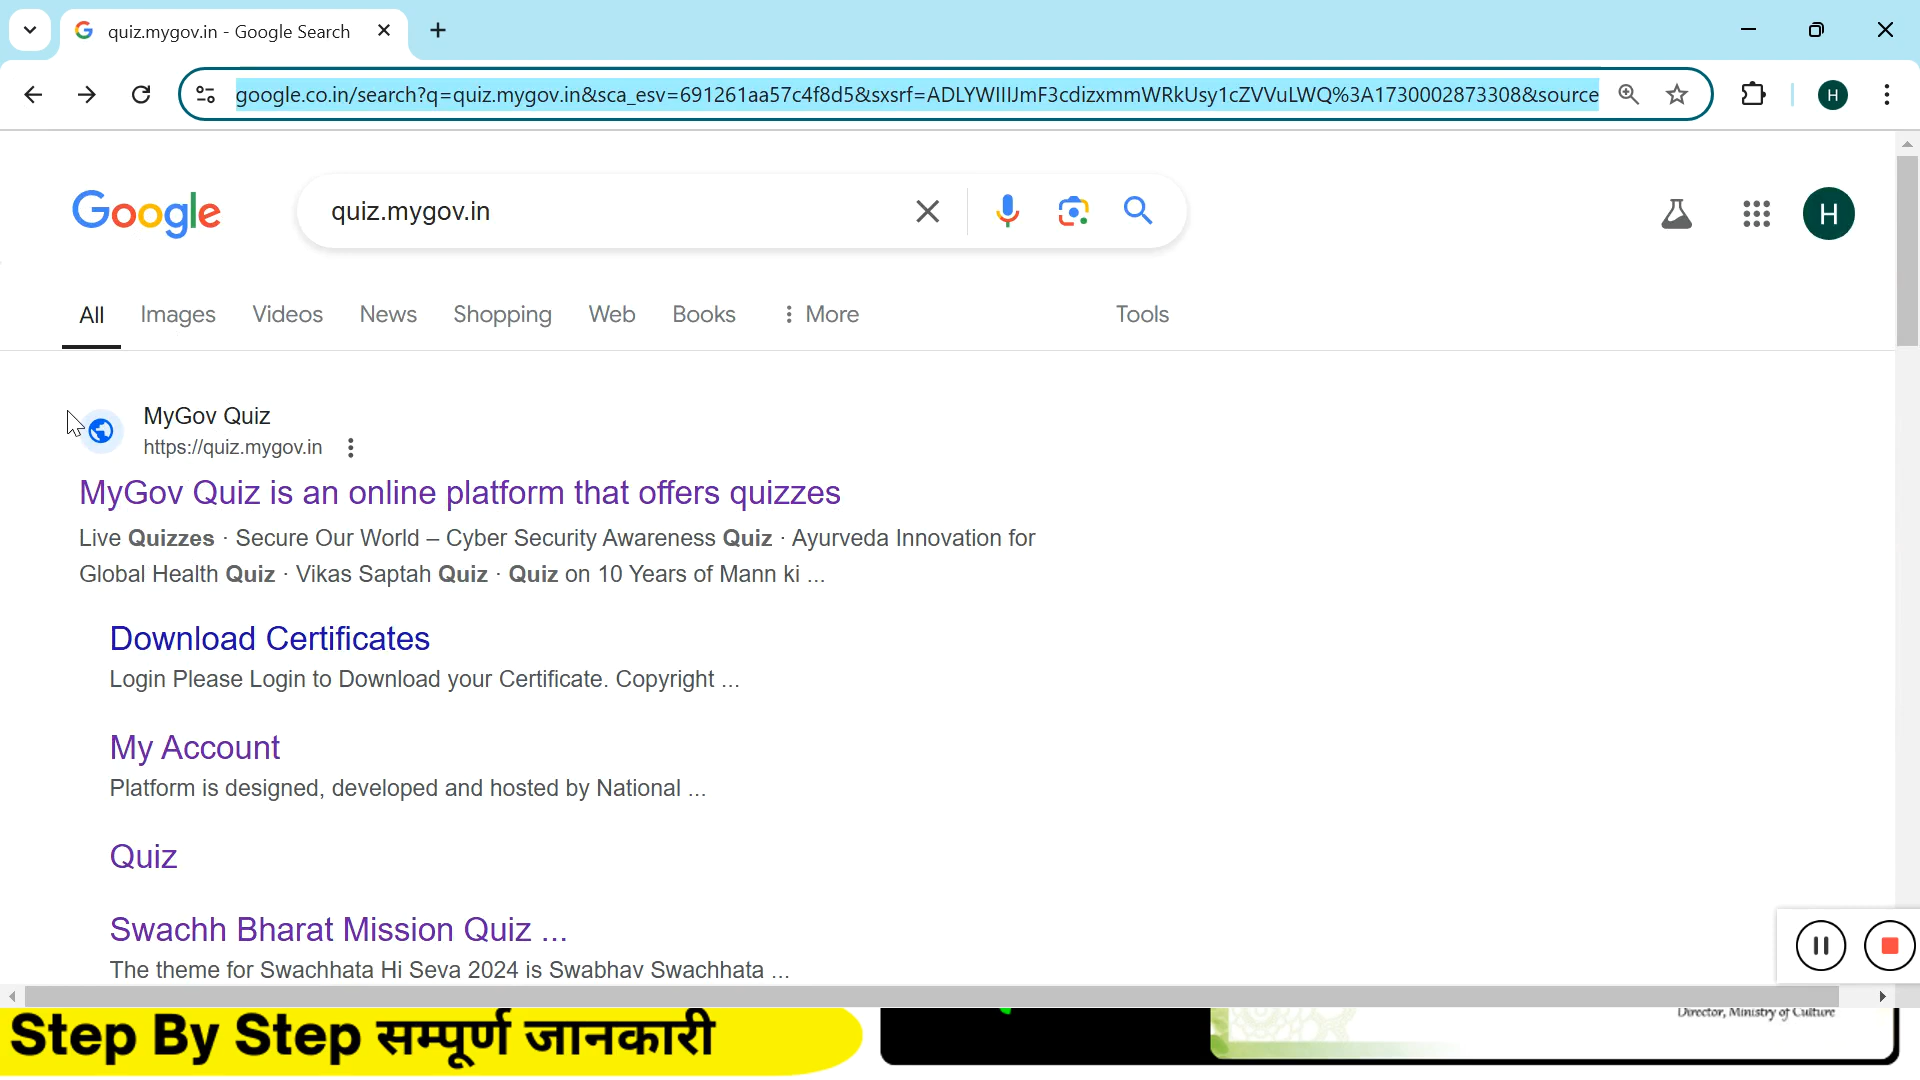 quiz.mygov.in - Google Search
google.co.in/search?q=quiz.mygov.in&sca_esv=691261aa57c4f8d5&sxsrf=ADLYWIIIJmF3cdizxmmWRkUsy1cZVVuLWQ%3A1730002873308&source
H
Google
quiz.mygov.in
H
All Images Videos News Shopping Web Books More Tools
MyGov Quiz
https://quiz.mygov.in
MyGov Quiz is an online platform that offers quizzes
Live Quizzes · Secure Our World – Cyber Security Awareness Quiz · Ayurveda Innovation for
Global Health Quiz · Vikas Saptah Quiz · Quiz on 10 Years of Mann ki ...
Download Certificates
Login Please Login to Download your Certificate. Copyright ...
My Account
Platform is designed, developed and hosted by National ...
Quiz
Swachh Bharat Mission Quiz ...
The theme for Swachhata Hi Seva 2024 is Swabhav Swachhata ...
Director, Ministry of Culture
Step By Step सम्पूर्ण जानकारी